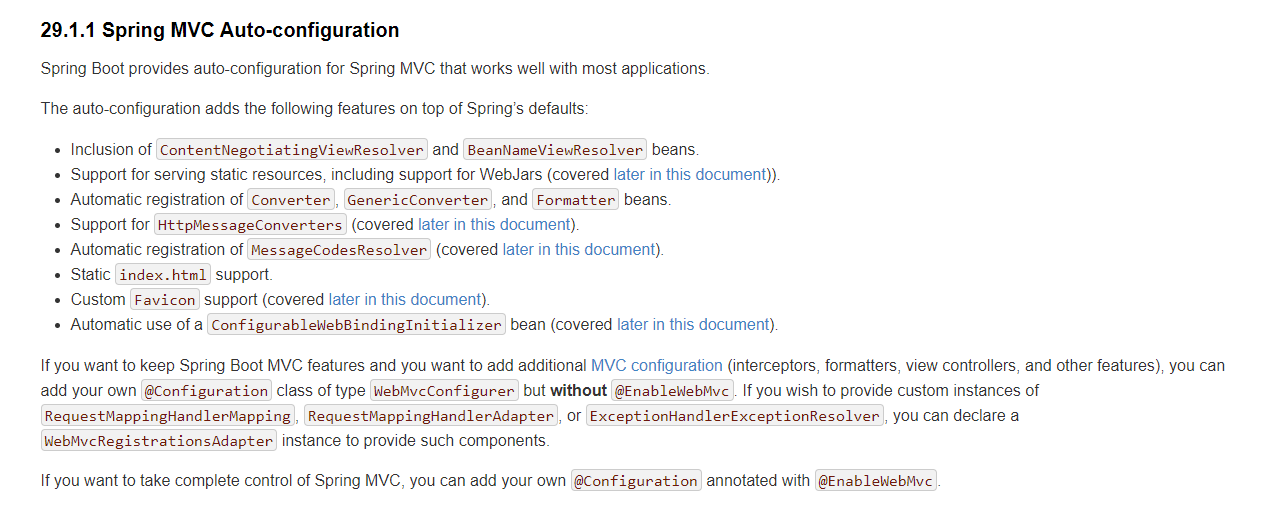 29.1.1 Spring MVC Auto-configuration
Spring Boot provides auto-configuration for Spring MVC that works well with most applications.
The auto-configuration adds the following features on top of Spring’s defaults:
• Inclusion of ContentNegotiatingViewResolver and BeanNameViewResolver beans.
• Support for serving static resources, including support for WebJars (covered later in this document)).
• Automatic registration of Converter, GenericConverter, and Formatter beans.
• Support for HttpMessageConverters (covered later in this document).
• Automatic registration of MessageCodesResolver (covered later in this document).
• Static index.html support.
• Custom Favicon support (covered later in this document).
• Automatic use of a ConfigurableWebBindingInitializer bean (covered later in this document).
If you want to keep Spring Boot MVC features and you want to add additional MVC configuration (interceptors, formatters, view controllers, and other features), you can
add your own @Configuration class of type WebMvcConfigurer but without @EnableWebMvc. If you wish to provide custom instances of
RequestMappingHandlerMapping, RequestMappingHandlerAdapter, or ExceptionHandlerExceptionResolver, you can declare a
WebMvcRegistrationsAdapter instance to provide such components.
If you want to take complete control of Spring MVC, you can add your own @Configuration annotated with @EnableWebMvc.